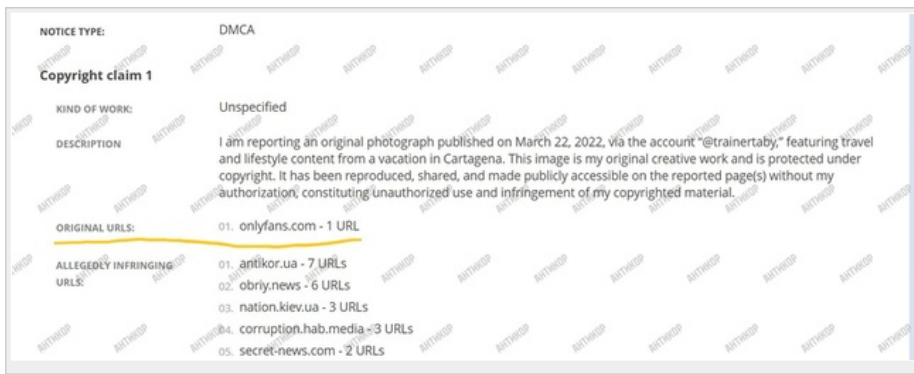 NOTICE TYPE: DMCA
Copyright claim 1
KIND OF WORK: Unspecified
DESCRIPTION I am reporting an original photograph published on March 22, 2022, via the account "@trainertaby," featuring travel
and lifestyle content from a vacation in Cartagena. This image is my original creative work and is protected under
copyright. It has been reproduced, shared, and made publicly accessible on the reported page(s) without my
authorization, constituting unauthorized use and infringement of my copyrighted material.
ORIGINAL URLS: 01. onlyfans.com - 1 URL
ALLEGEDLY INFRINGING
URLS:
01. antikor.ua - 7 URLs
02. obriy.news - 6 URLs
03. nation.kiev.ua - 3 URLs
04. corruption.hab.media - 3 URLs
05. secret-news.com - 2 URLs
АНТИКОР